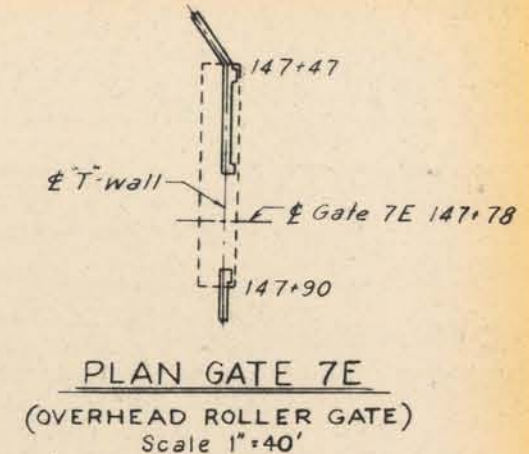 147+47
℄ "T"-wall
℄ Gate 7E 147+78
147+90
PLAN GATE 7E
(OVERHEAD ROLLER GATE)
Scale 1"=40'